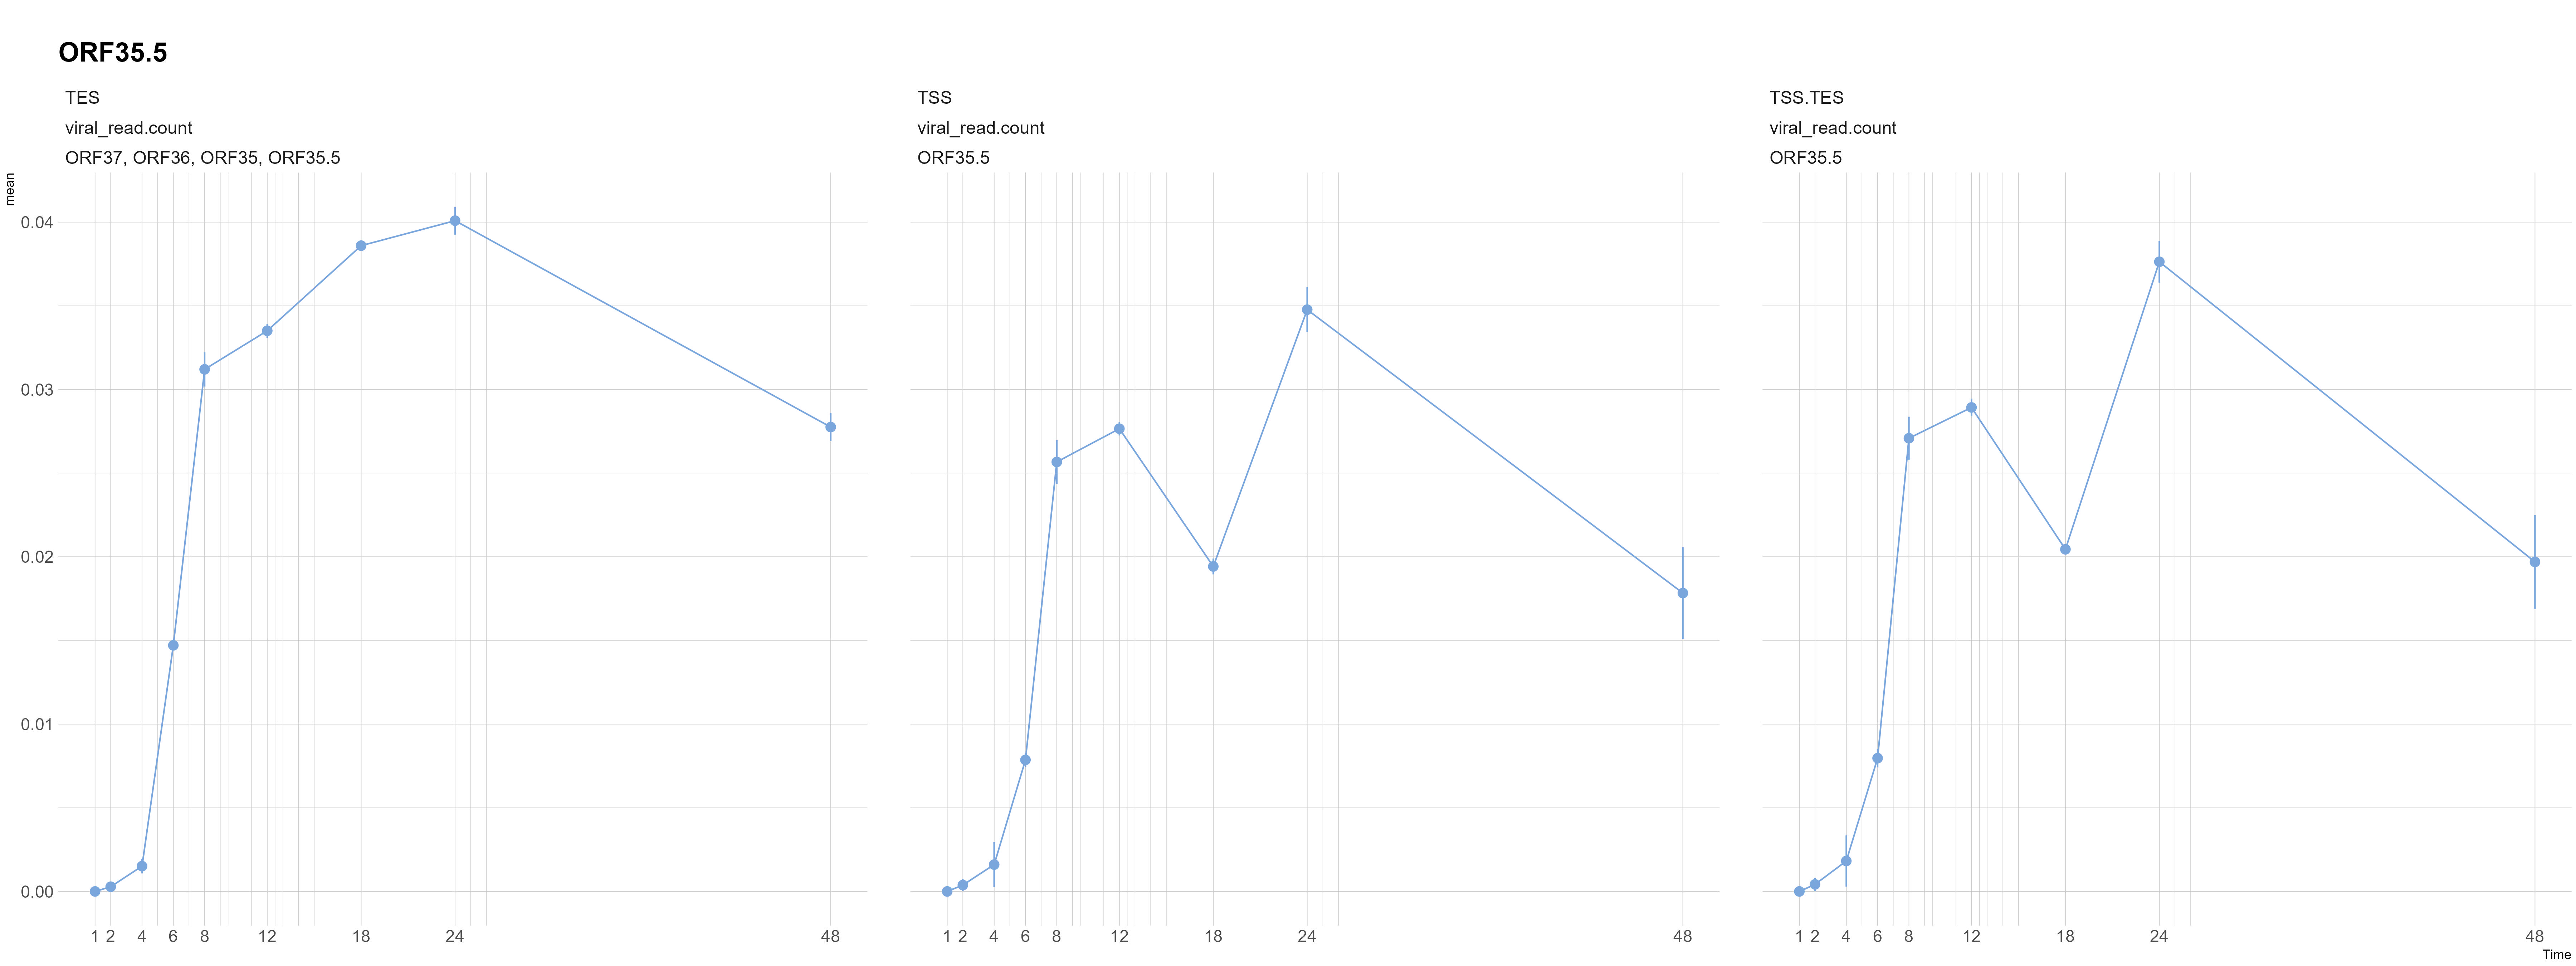 ORF35.5
TES
viral_read.count
ORF37, ORF36, ORF35, ORF35.5
TSS
viral_read.count
ORF35.5
TSS.TES
viral_read.count
ORF35.5
mean
0.04
0.03
0.02
0.01
0.00
1 2 4 6 8 12 18 24 48
1 2 4 6 8 12 18 24 48
1 2 4 6 8 12 18 24 48
Time